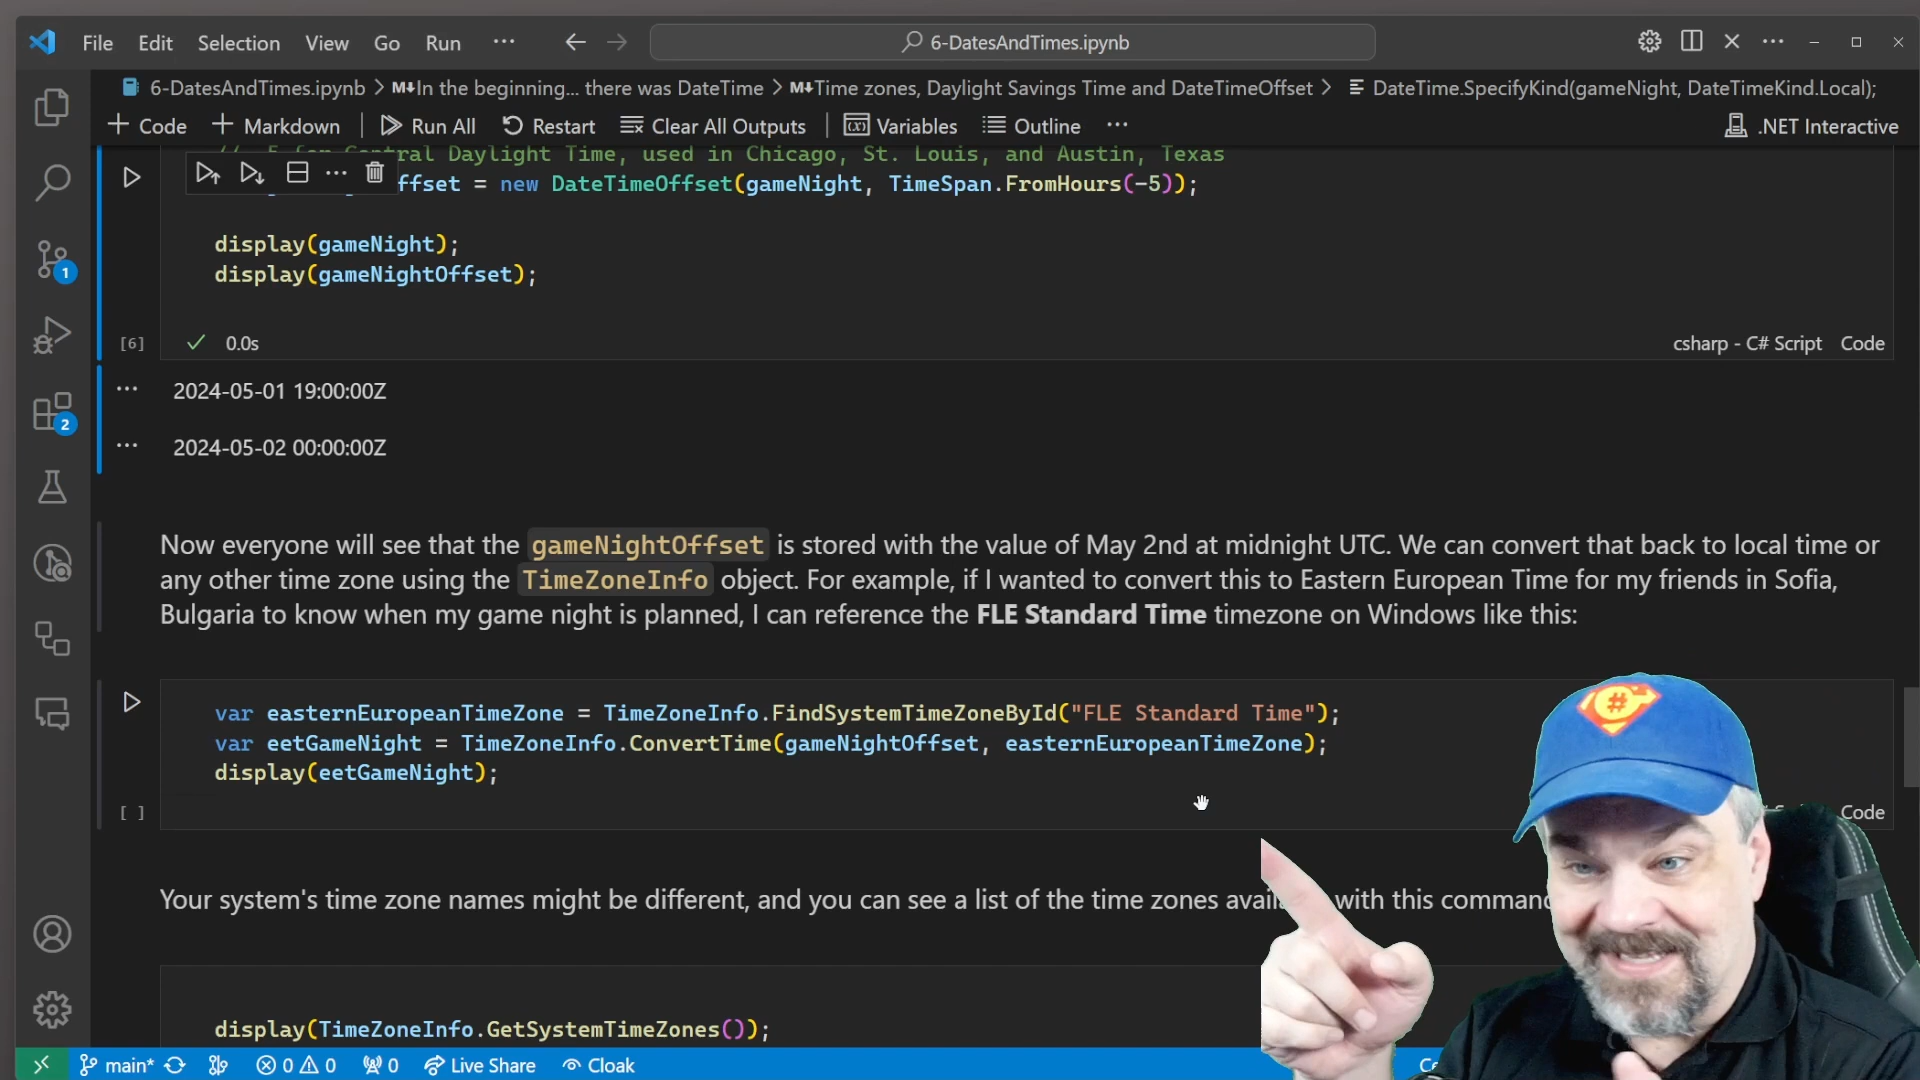 File Edit Selection View Go Run ... 6-DatesAndTimes.ipynb
6-DatesAndTimes.ipynb > M↓In the beginning... there was DateTime > M↓Time zones, Daylight Savings Time and DateTimeOffset > DateTime.SpecifyKind(gameNight, DateTimeKind.Local);
+ Code + Markdown Run All Restart Clear All Outputs Variables Outline ... .NET Interactive
Daylight Time, used in Chicago, St. Louis, and Austin, Texas
ffset = new DateTimeOffset(gameNight, TimeSpan.FromHours(-5));
display(gameNight);
display(gameNightOffset);
[6] 0.0s csharp - C# Script Code
2024-05-01 19:00:00Z
2024-05-02 00:00:00Z
Now everyone will see that the gameNightOffset is stored with the value of May 2nd at midnight UTC. We can convert that back to local time or
any other time zone using the TimeZoneInfo object. For example, if I wanted to convert this to Eastern European Time for my friends in Sofia,
Bulgaria to know when my game night is planned, I can reference the FLE Standard Time timezone on Windows like this:
var easternEuropeanTimeZone = TimeZoneInfo.FindSystemTimeZoneById("FLE Standard Time");
var eetGameNight = TimeZoneInfo.ConvertTime(gameNightOffset, easternEuropeanTimeZone);
display(eetGameNight);
[ ] Code
Your system's time zone names might be different, and you can see a list of the time zones with this
display(TimeZoneInfo.GetSystemTimeZones());
main* 0 0 0 Live Share Cloak
1
2
#